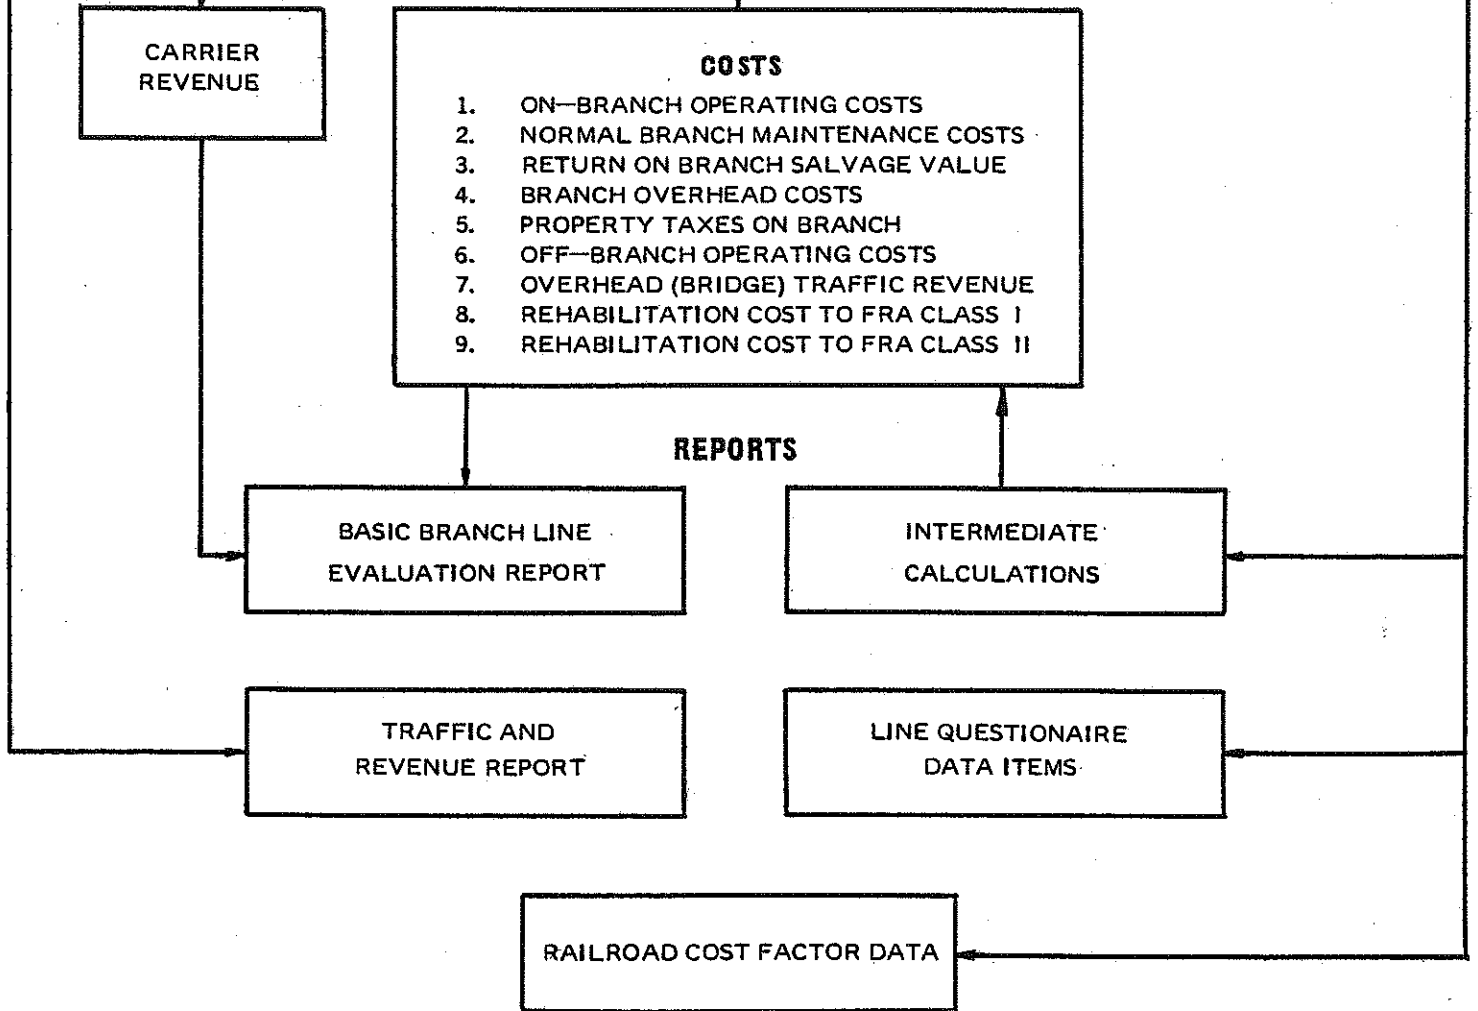 CARRIER
REVENUE
COSTS
1. ON—BRANCH OPERATING COSTS
2. NORMAL BRANCH MAINTENANCE COSTS
3. RETURN ON BRANCH SALVAGE VALUE
4. BRANCH OVERHEAD COSTS
5. PROPERTY TAXES ON BRANCH
6. OFF—BRANCH OPERATING COSTS
7. OVERHEAD (BRIDGE) TRAFFIC REVENUE
8. REHABILITATION COST TO FRA CLASS I
9. REHABILITATION COST TO FRA CLASS II
REPORTS
BASIC BRANCH LINE
EVALUATION REPORT
INTERMEDIATE
CALCULATIONS
TRAFFIC AND
REVENUE REPORT
LINE QUESTIONAIRE
DATA ITEMS
RAILROAD COST FACTOR DATA